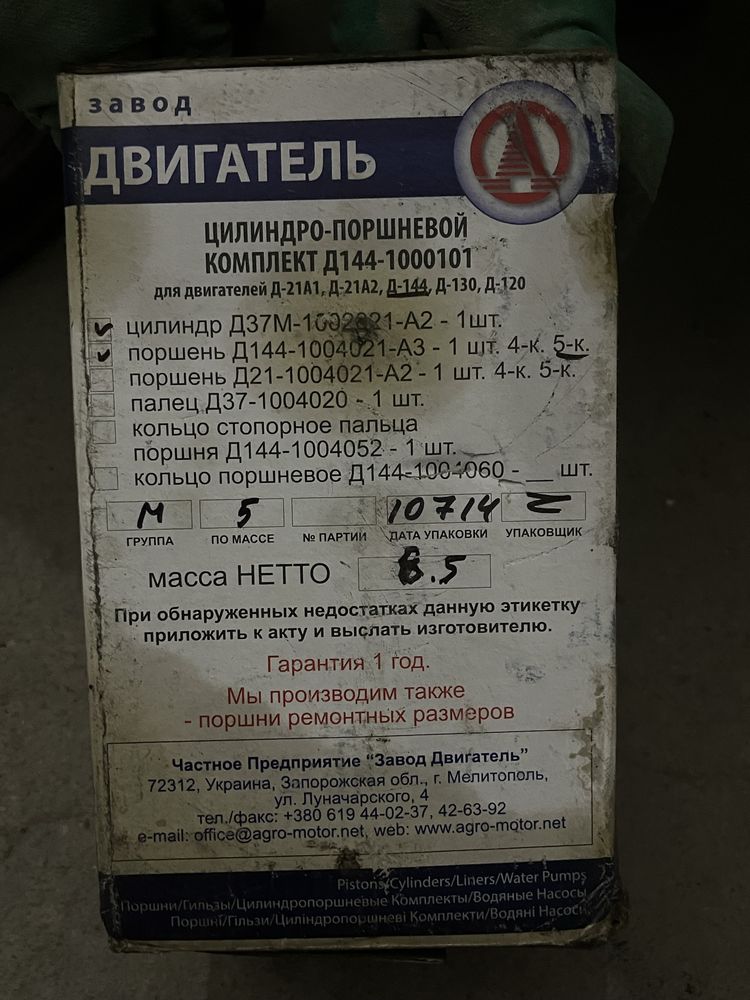 завод
ДВИГАТЕЛЬ
ЦИЛИНДРО-ПОРШНЕВОЙ
КОМПЛЕКТ Д144-1000101
для двигателей Д-21А1, Д-21А2, Д-144, Д-130, Д-120
цилиндр Д37М-1002021-А2 - 1шт.
поршень Д144-1004021-А3 - 1 шт. 4-к. 5-к.
поршень Д21-1004021-А2 - 1 шт. 4-к. 5-к.
палец Д37-1004020 - 1 шт.
кольцо стопорное пальца
поршня Д144-1004052 - 1 шт.
кольцо поршневое Д144-1004060 - __ шт.
М 5 10714
ГРУППА ПО МАССЕ № ПАРТИИ ДАТА УПАКОВКИ УПАКОВЩИК
масса НЕТТО 6.5
При обнаруженных недостатках данную этикетку
приложить к акту и выслать изготовителю.
Гарантия 1 год.
Мы производим также
- поршни ремонтных размеров
Частное Предприятие “Завод Двигатель”
72312, Украина, Запорожская обл., г. Мелитополь,
ул. Луначарского, 4
тел./факс: +380 619 44-02-37, 42-63-92
e-mail: office@agro-motor.net, web: www.agro-motor.net
Pistons/Cylinders/Liners/Water Pumps
Поршни/Гильзы/Цилиндропоршневые Комплекты/Водяные Насосы
Поршні/Гільзи/Циліндропоршневі Комплекти/Водяні Насоси